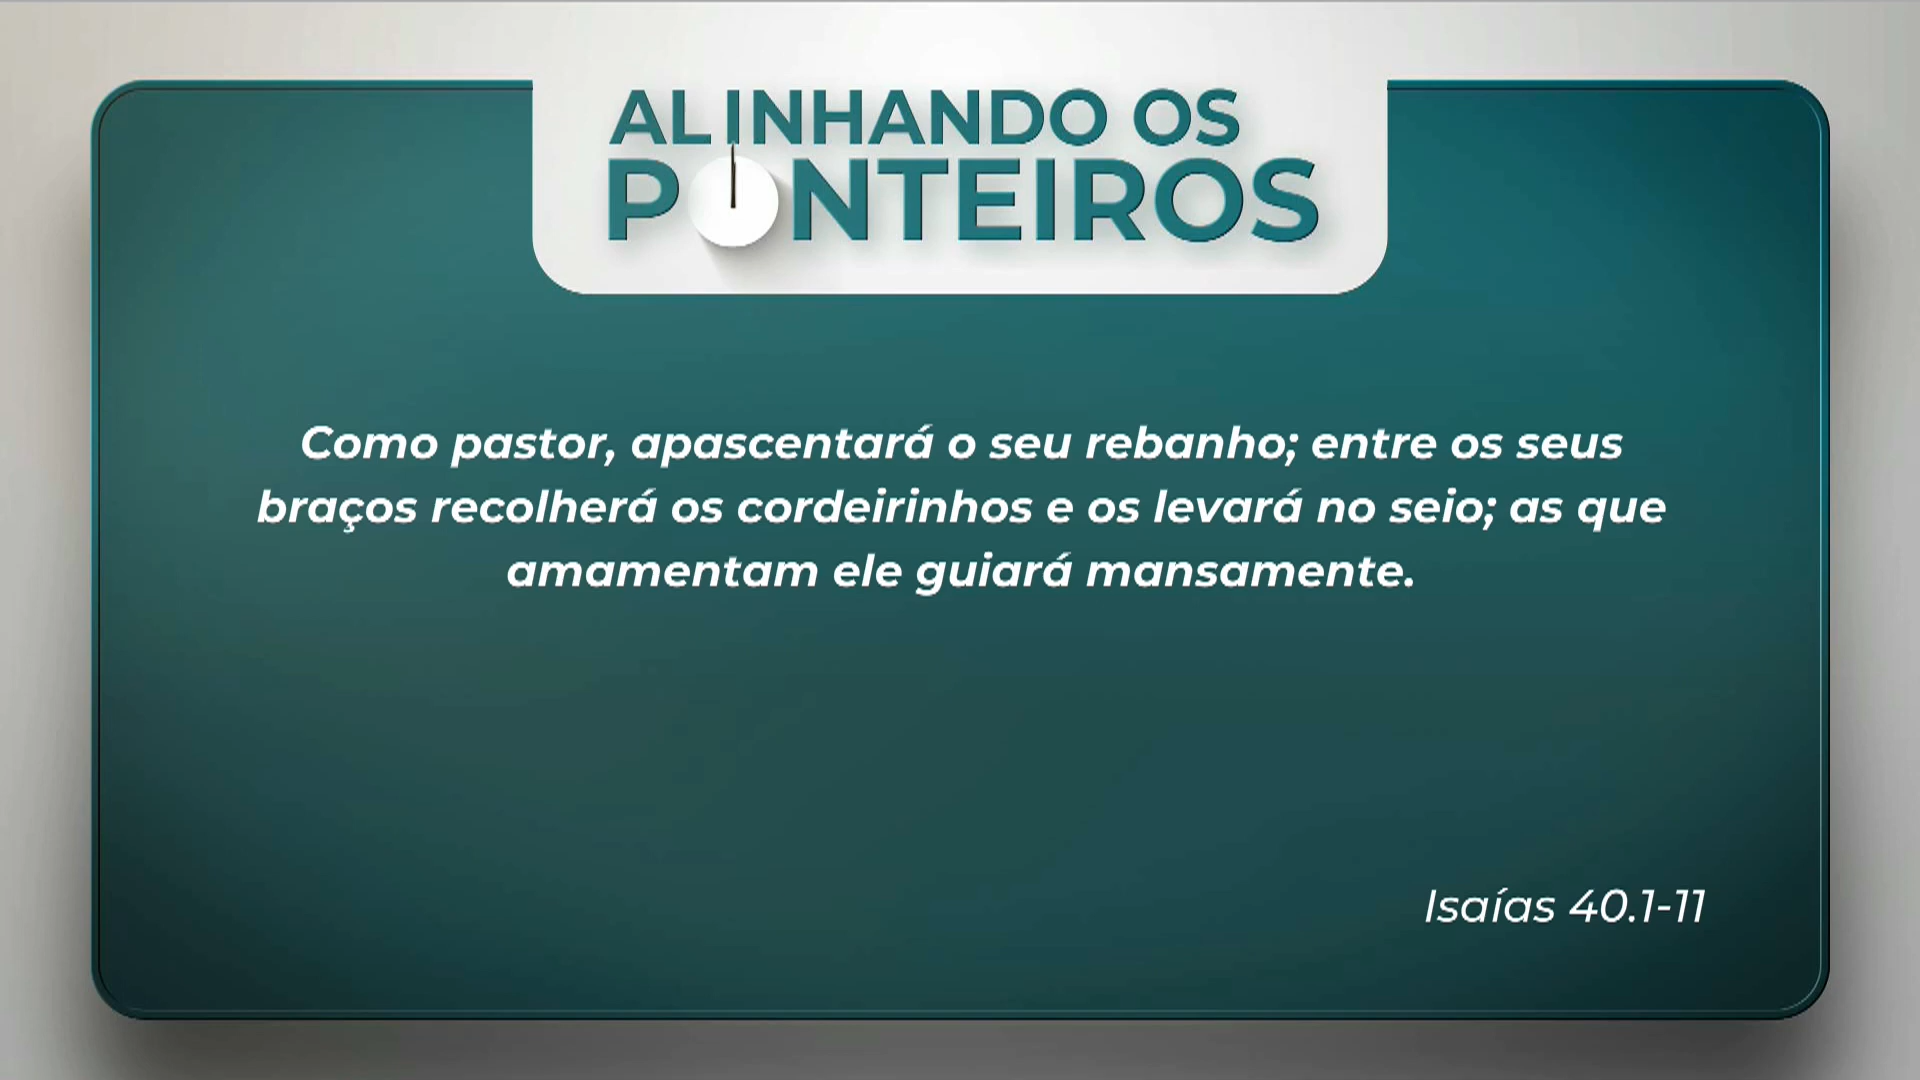 ALINHANDO OS
PONTEIROS
Como pastor, apascentará o seu rebanho; entre os seus
braços recolherá os cordeirinhos e os levará no seio; as que
amamentam ele guiará mansamente.
Isaías 40.1-11